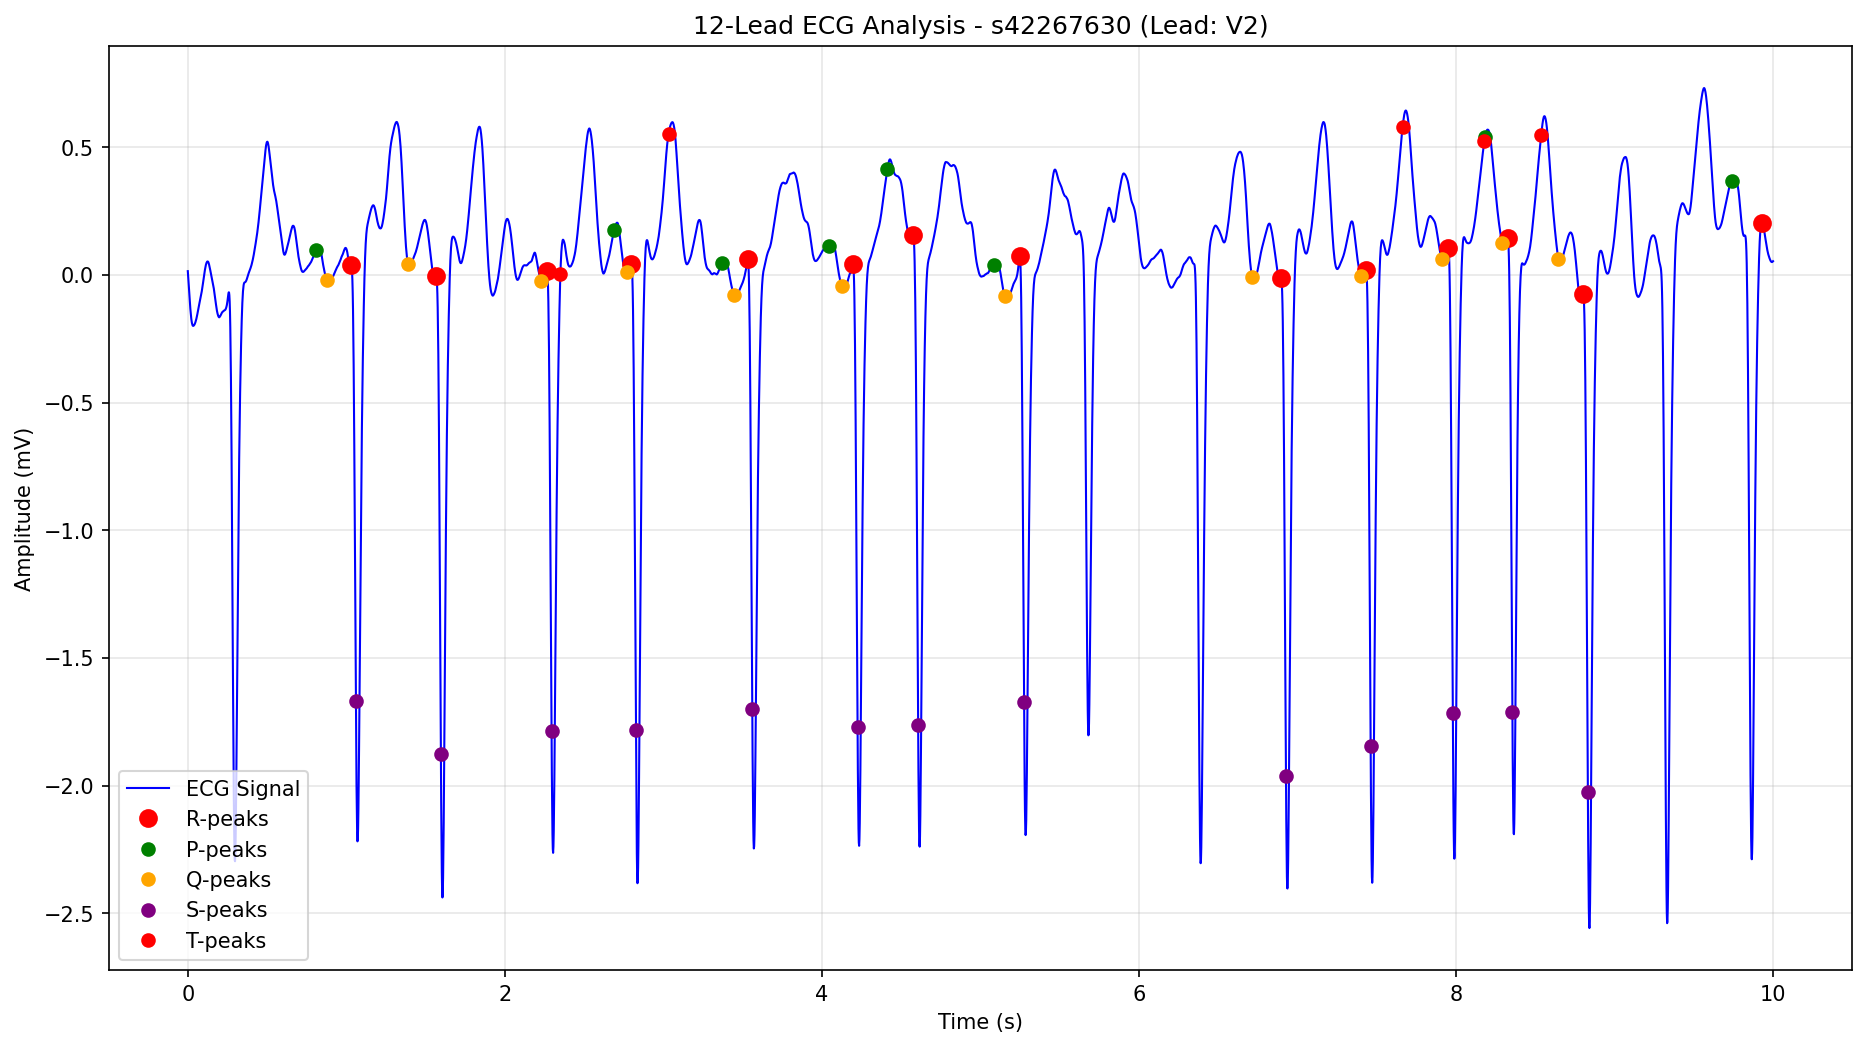 12-Lead ECG Analysis - s42267630 (Lead: V2)
Amplitude (mV)
0.5
0.0
−0.5
−1.0
−1.5
−2.0
−2.5
ECG Signal
R-peaks
P-peaks
Q-peaks
S-peaks
T-peaks
0 2 4 6 8 10
Time (s)